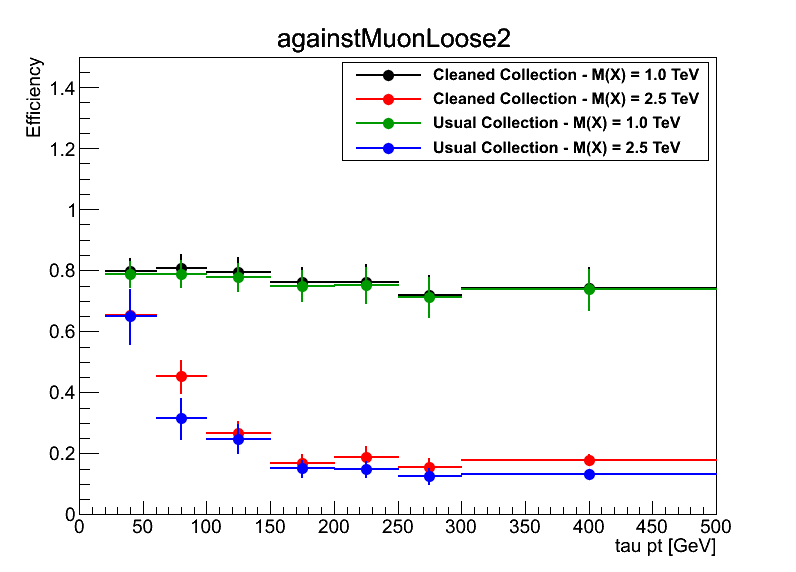 againstMuonLoose2
Efficiency
Cleaned Collection - M(X) = 1.0 TeV
Cleaned Collection - M(X) = 2.5 TeV
Usual Collection - M(X) = 1.0 TeV
Usual Collection - M(X) = 2.5 TeV
1.4
1.2
1
0.8
0.6
0.4
0.2
0
0 50 100 150 200 250 300 350 400 450 500
tau pt [GeV]